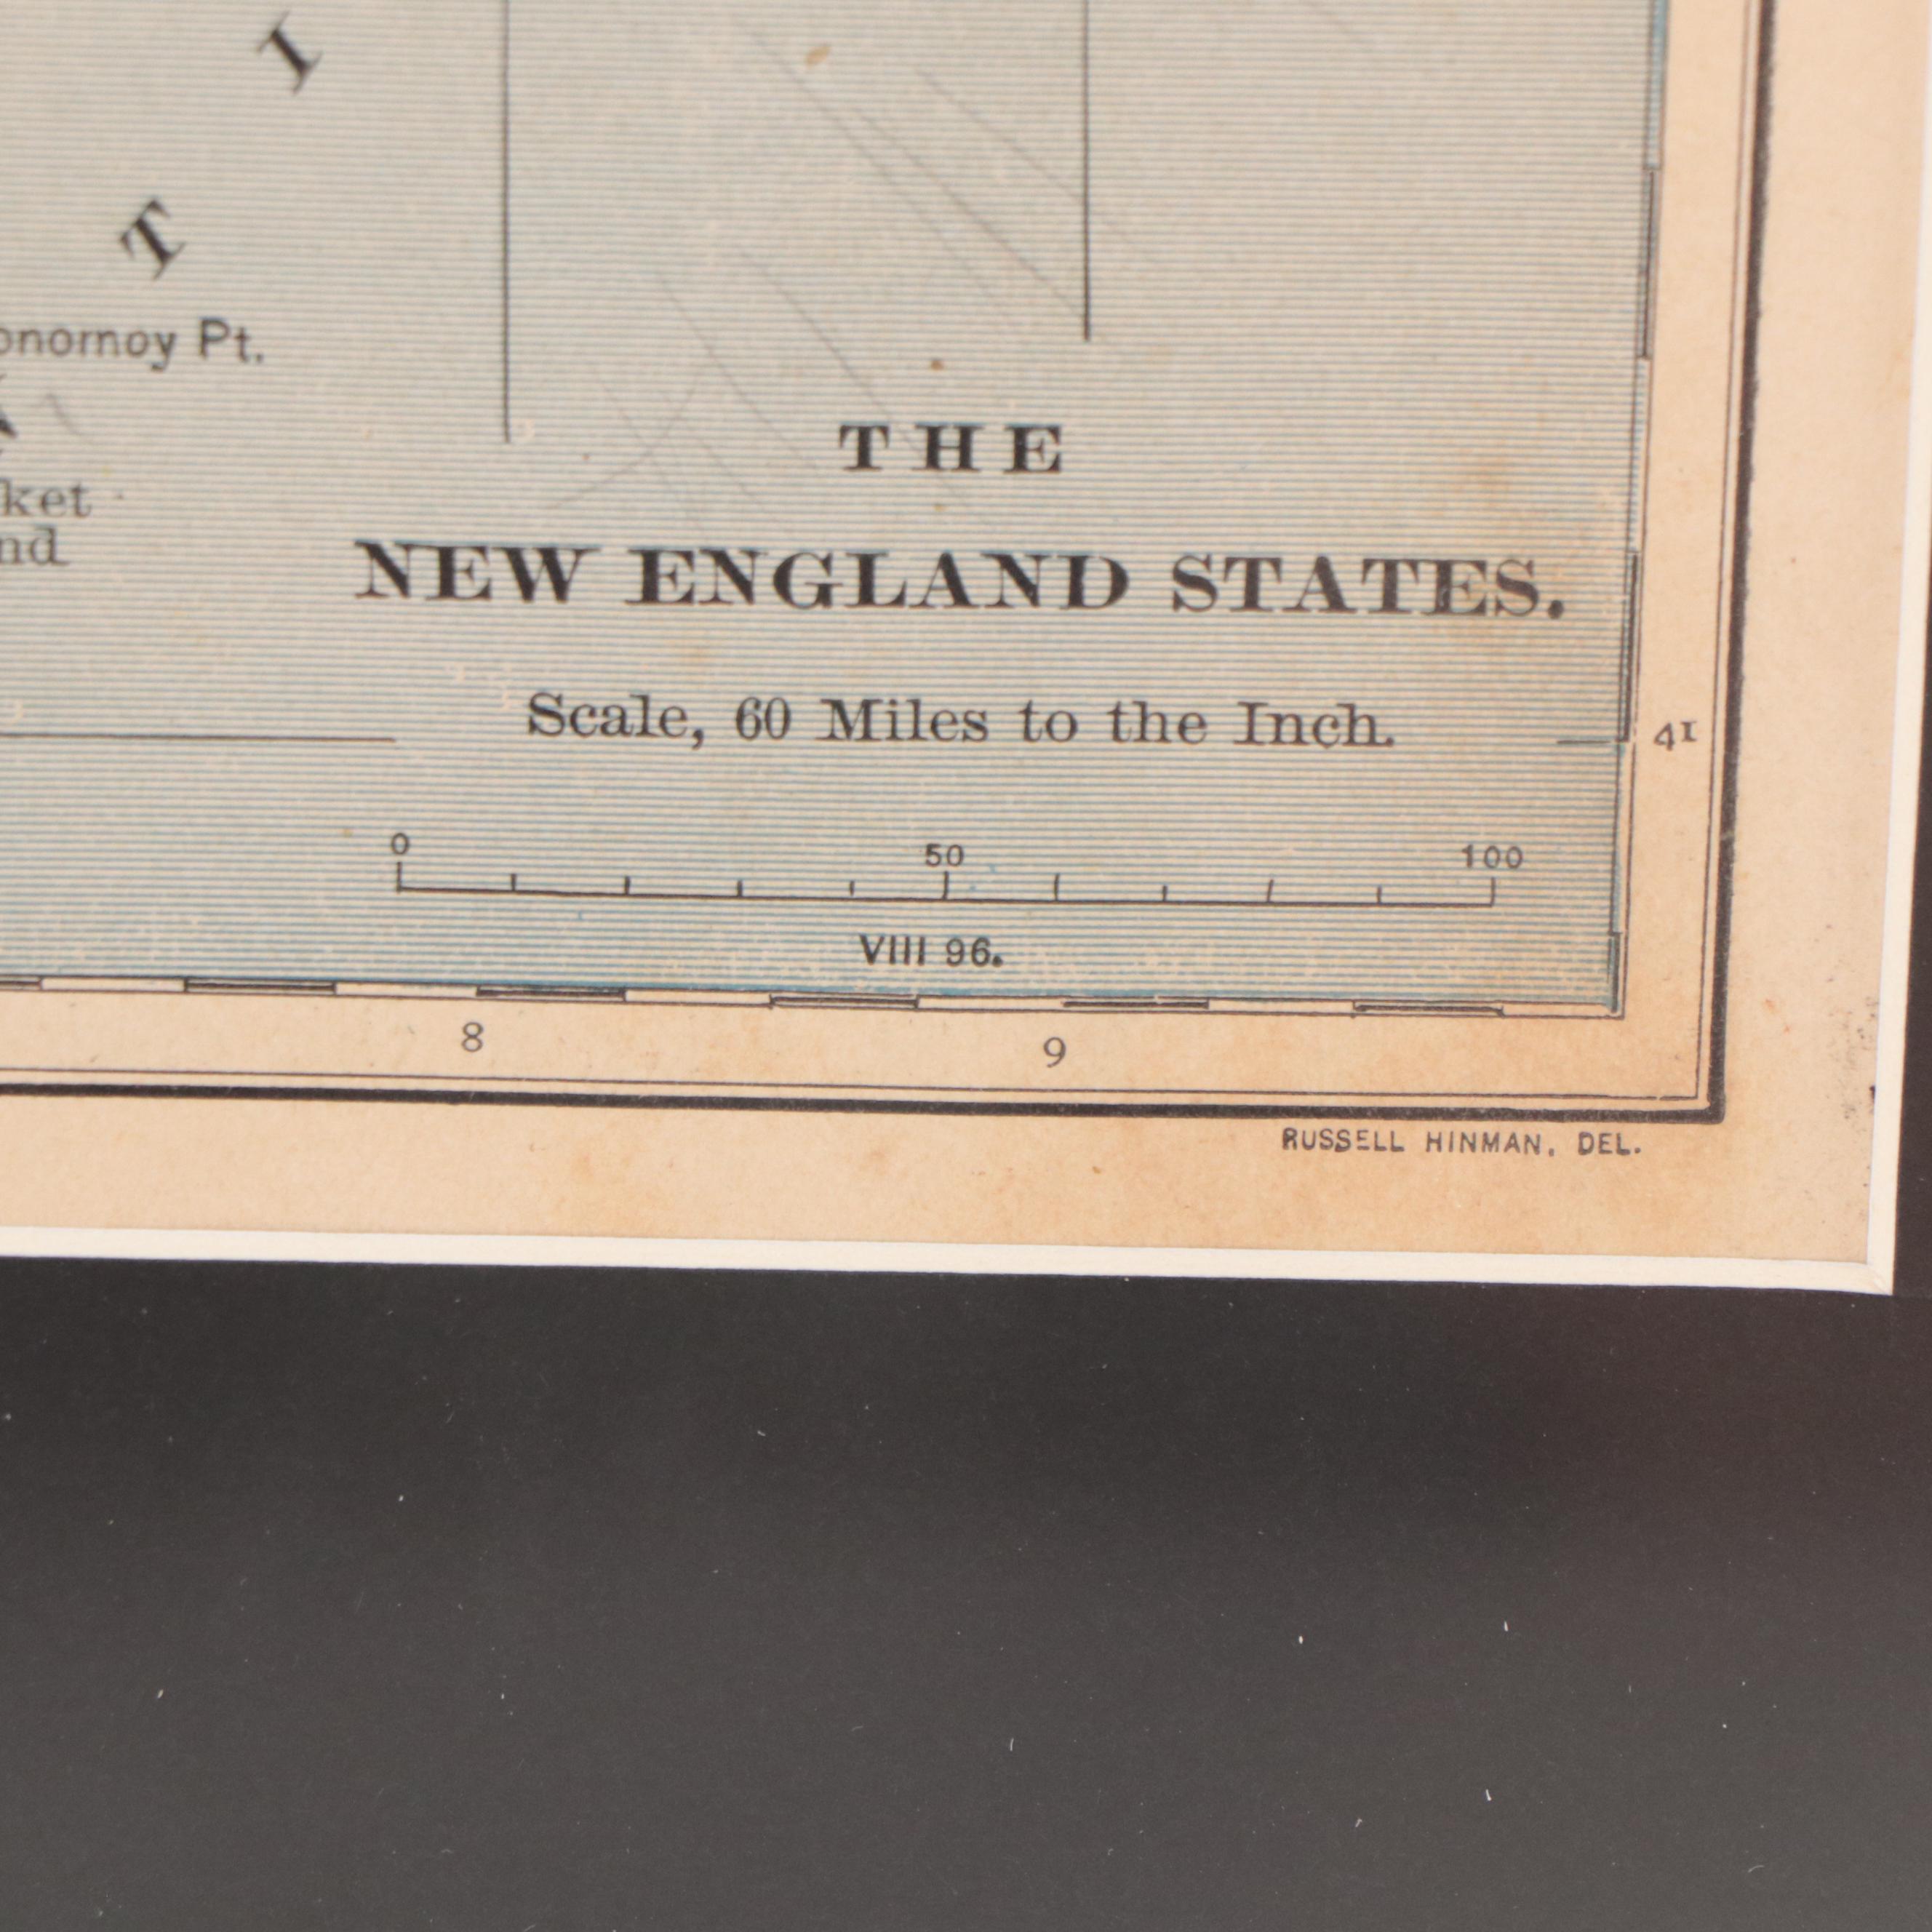 I
T
onomoy Pt.
ket
nd
THE
NEW ENGLAND STATES.
Scale, 60 Miles to the Inch.
41
0 50 100
VIII 96.
8 9
RUSSELL HINMAN, DEL.